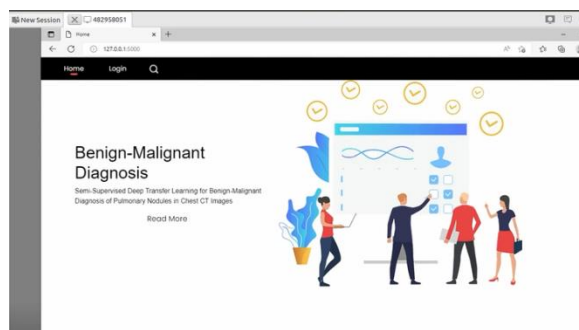 New Session
482958051
Home
127.0.0.1:5000
Home Login
Benign-Malignant
Diagnosis
Semi-Supervised Deep Transfer Learning for Benign-Malignant
Diagnosis of Pulmonary Nodules in Chest CT Images
Read More